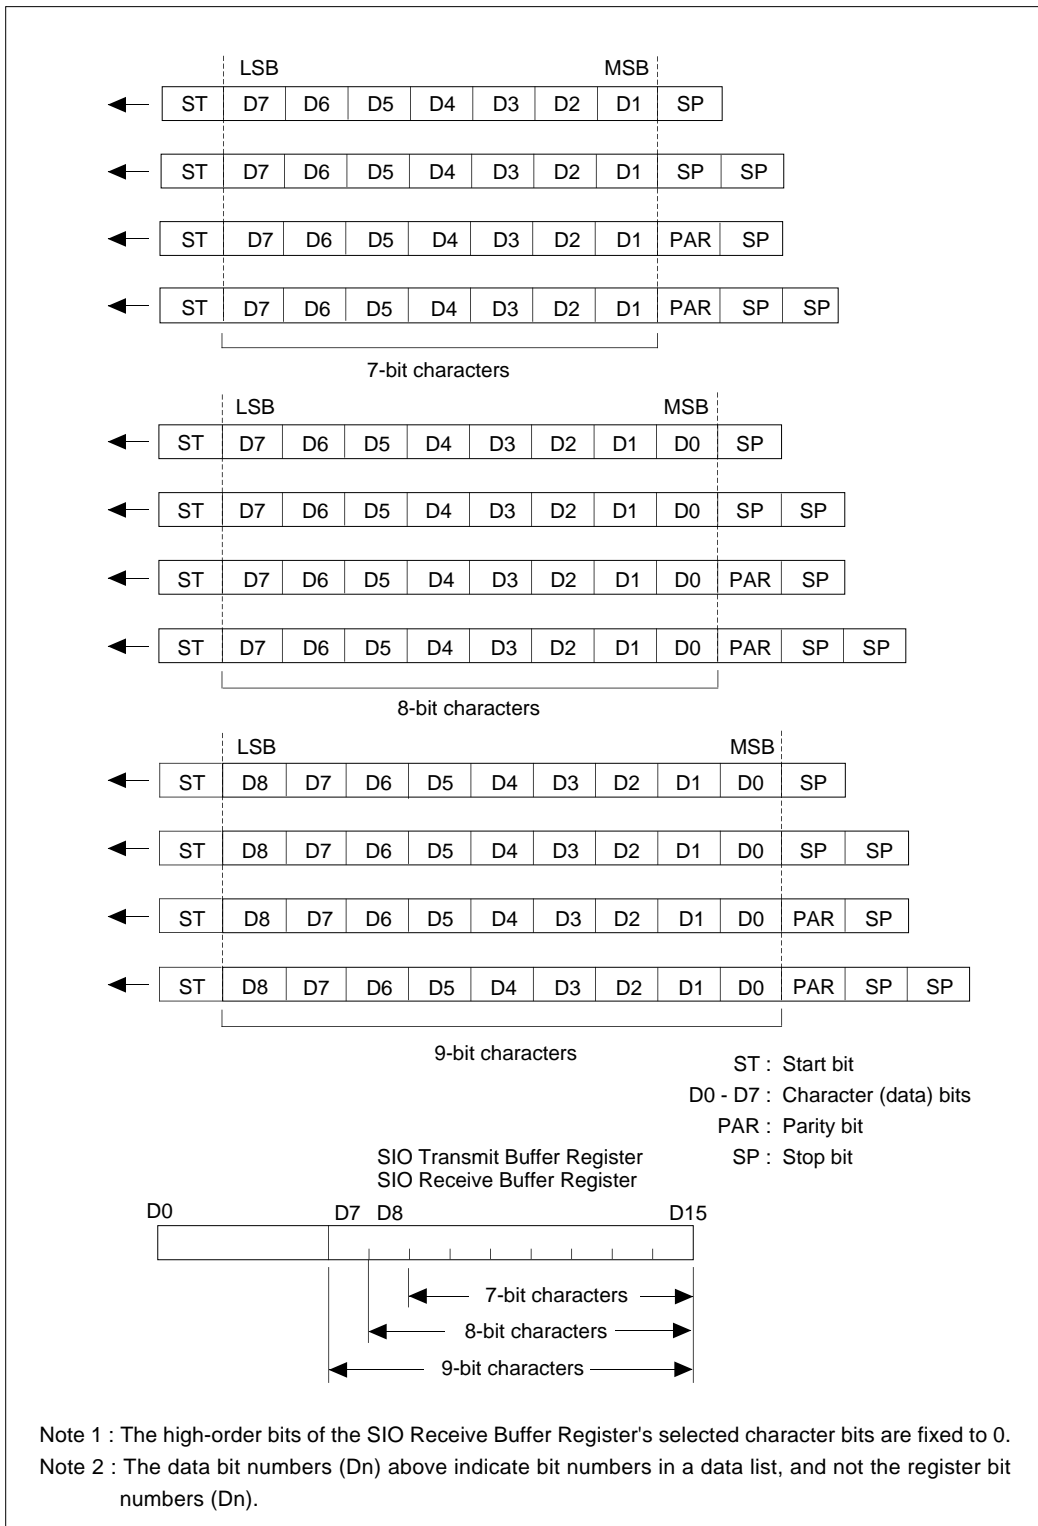 LSB MSB
ST D7 D6 D5 D4 D3 D2 D1 SP
ST D7 D6 D5 D4 D3 D2 D1 SP SP
ST D7 D6 D5 D4 D3 D2 D1 PAR SP
ST D7 D6 D5 D4 D3 D2 D1 PAR SP SP
7-bit characters
LSB MSB
ST D7 D6 D5 D4 D3 D2 D1 D0 SP
ST D7 D6 D5 D4 D3 D2 D1 D0 SP SP
ST D7 D6 D5 D4 D3 D2 D1 D0 PAR SP
ST D7 D6 D5 D4 D3 D2 D1 D0 PAR SP SP
8-bit characters
LSB MSB
ST D8 D7 D6 D5 D4 D3 D2 D1 D0 SP
ST D8 D7 D6 D5 D4 D3 D2 D1 D0 SP SP
ST D8 D7 D6 D5 D4 D3 D2 D1 D0 PAR SP
ST D8 D7 D6 D5 D4 D3 D2 D1 D0 PAR SP SP
9-bit characters
ST : Start bit
D0 - D7 : Character (data) bits
PAR : Parity bit
SP : Stop bit
SIO Transmit Buffer Register
SIO Receive Buffer Register
D0 D7 D8 D15
7-bit characters
8-bit characters
9-bit characters
Note 1 : The high-order bits of the SIO Receive Buffer Register's selected character bits are fixed to 0.
Note 2 : The data bit numbers (Dn) above indicate bit numbers in a data list, and not the register bit
numbers (Dn).